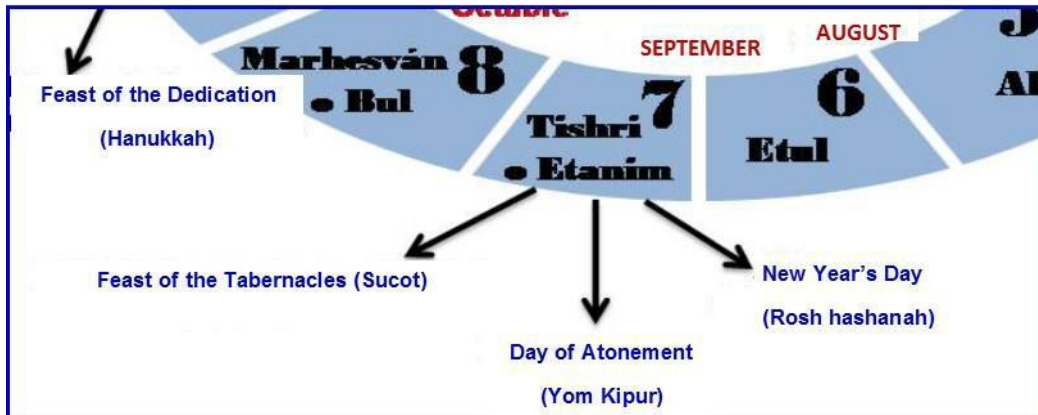 SEPTEMBER
AUGUST
Marhesván 8
• Bul
7
Tishri
• Etanim
6
Etul
Feast of the Dedication
(Hanukkah)
Feast of the Tabernacles (Sucot)
New Year's Day
(Rosh hashanah)
Day of Atonement
(Yom Kipur)